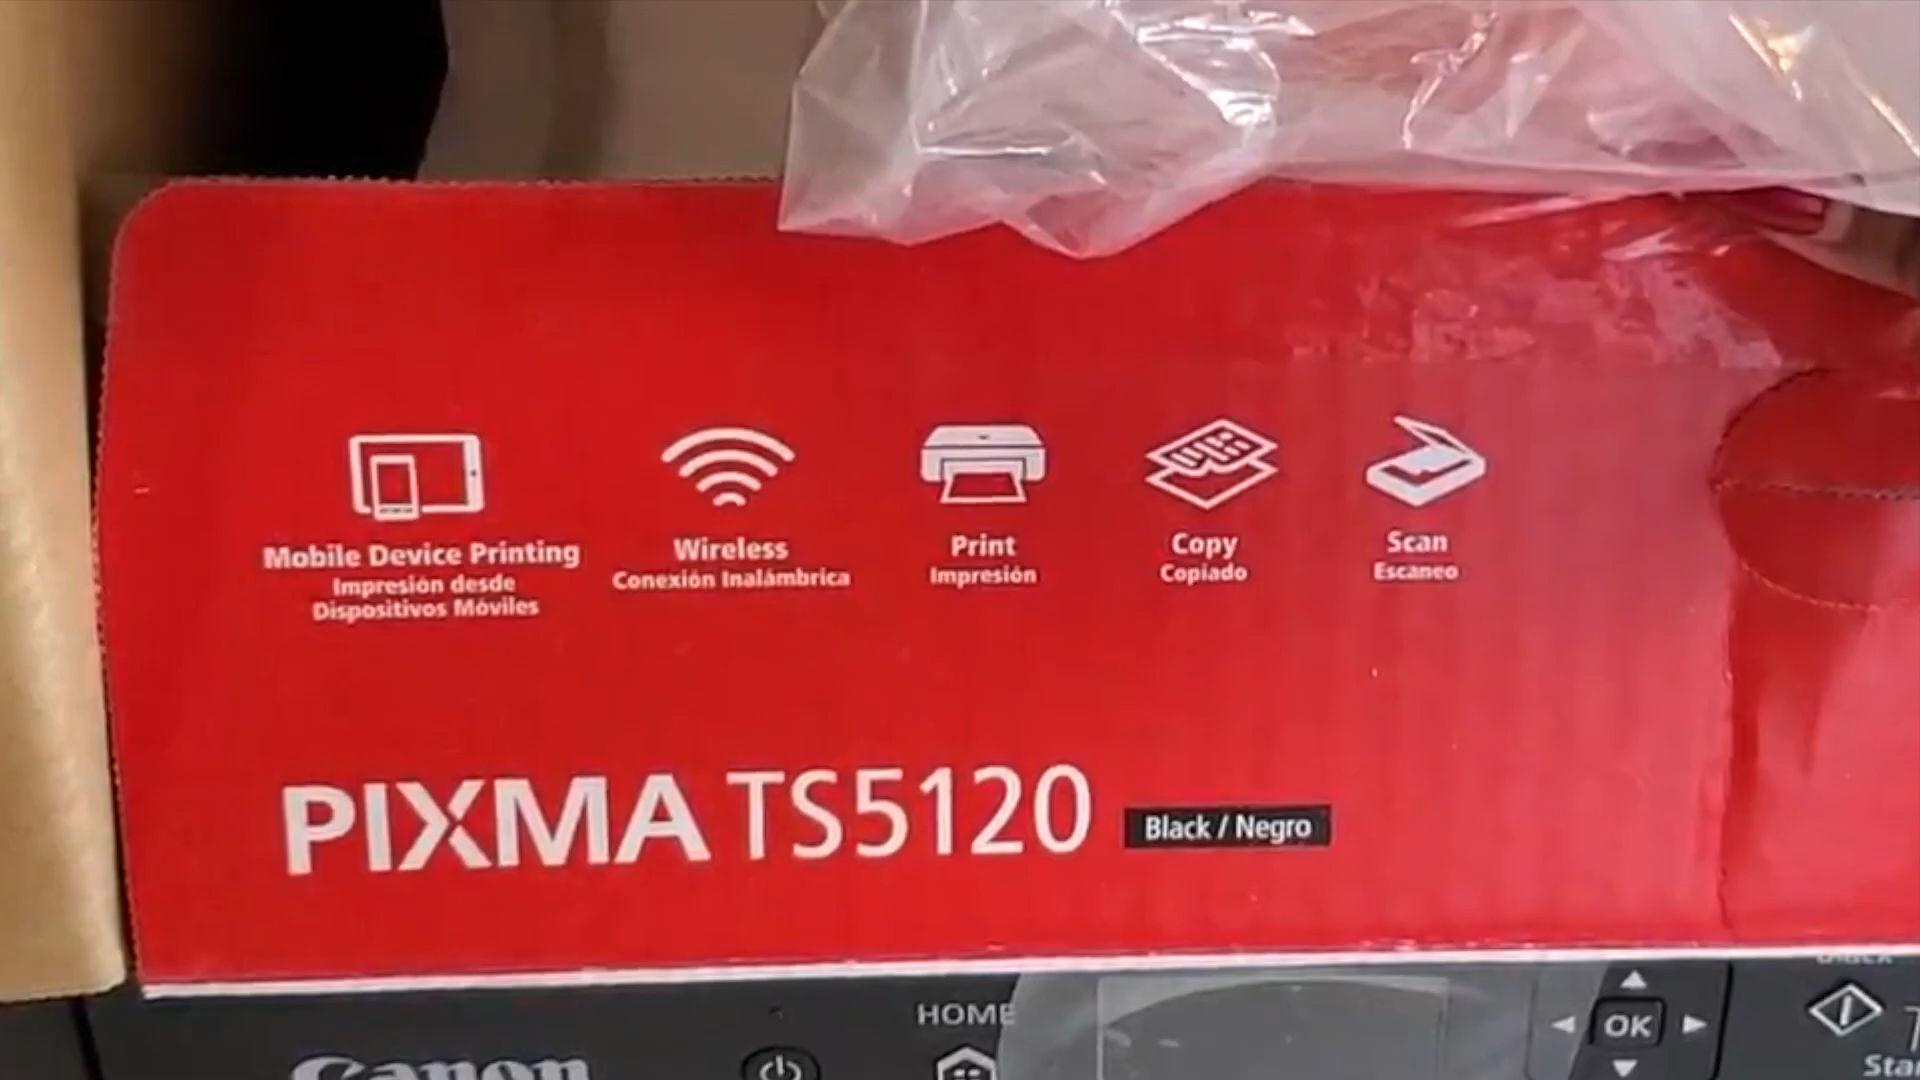 Mobile Device Printing
Impresión desde
Dispositivos Móviles
Wireless
Conexión Inalámbrica
Print
Impresión
Copy
Copiado
Scan
Escaneo
PIXMA TS5120
Black / Negro
HOME
OK
Canon